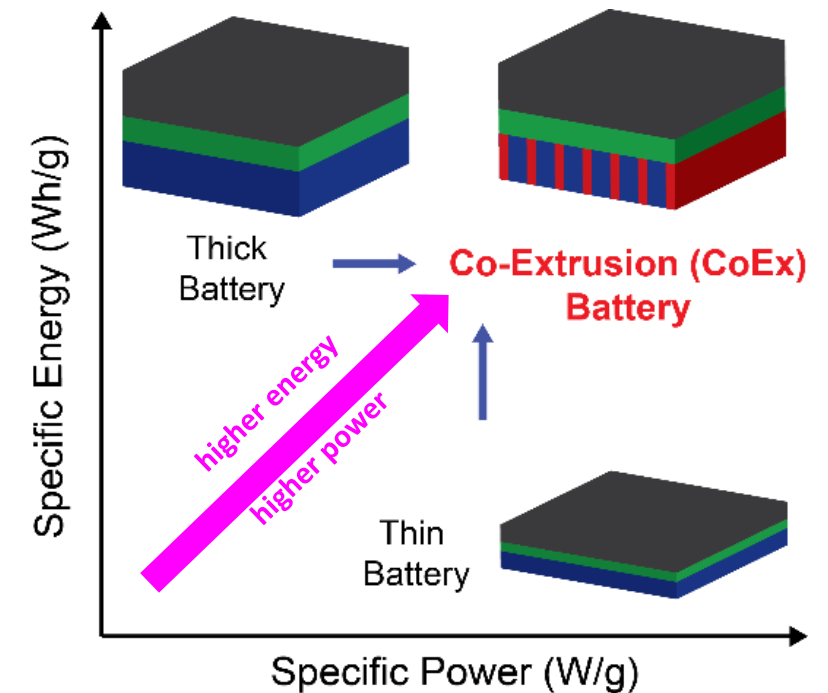 Specific Energy (Wh/g)
Thick
Battery
Co-Extrusion (CoEx)
Battery
higher energy
higher power
Thin
Battery
Specific Power (W/g)